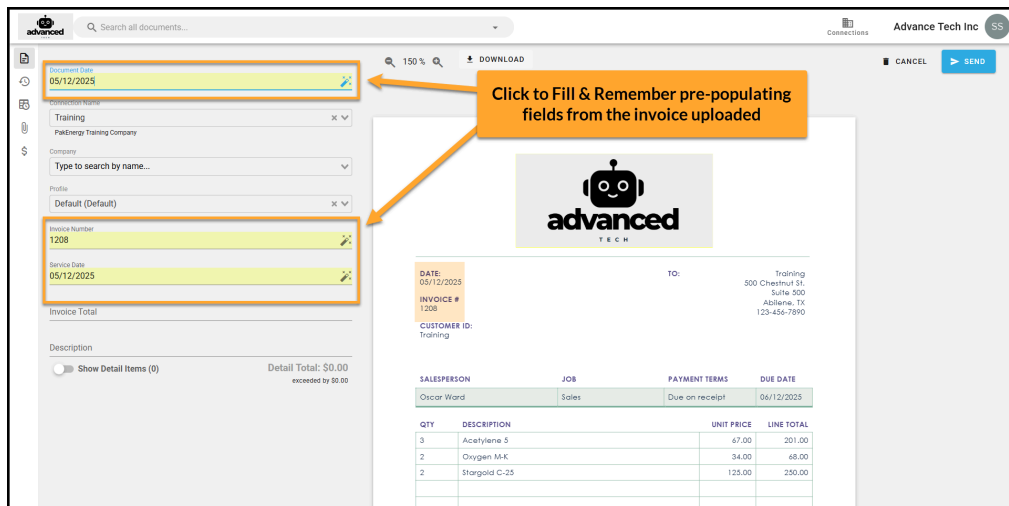 advanced
TECH
Search all documents...
Connections
Advance Tech Inc
SS
150 %
DOWNLOAD
CANCEL
SEND
Document Date
05/12/2025
Connection Name
Training
PakEnergy Training Company
Company
Type to search by name...
Profile
Default (Default)
Invoice Number
1208
Service Date
05/12/2025
Invoice Total
Description
Show Detail Items (0)
Detail Total: $0.00
exceeded by $0.00
Click to Fill & Remember pre-populating
fields from the invoice uploaded
advanced
TECH
DATE:
05/12/2025
INVOICE #
1208
CUSTOMER ID:
Training
TO:
Training
500 Chestnut St.
Suite 500
Abilene, TX
123-456-7890
SALESPERSON JOB PAYMENT TERMS DUE DATE
Oscar Ward Sales Due on receipt 06/12/2025
QTY DESCRIPTION UNIT PRICE LINE TOTAL
3 Acetylene 5 67.00 201.00
2 Oxygen M-K 34.00 68.00
2 Stargold C-25 125.00 250.00